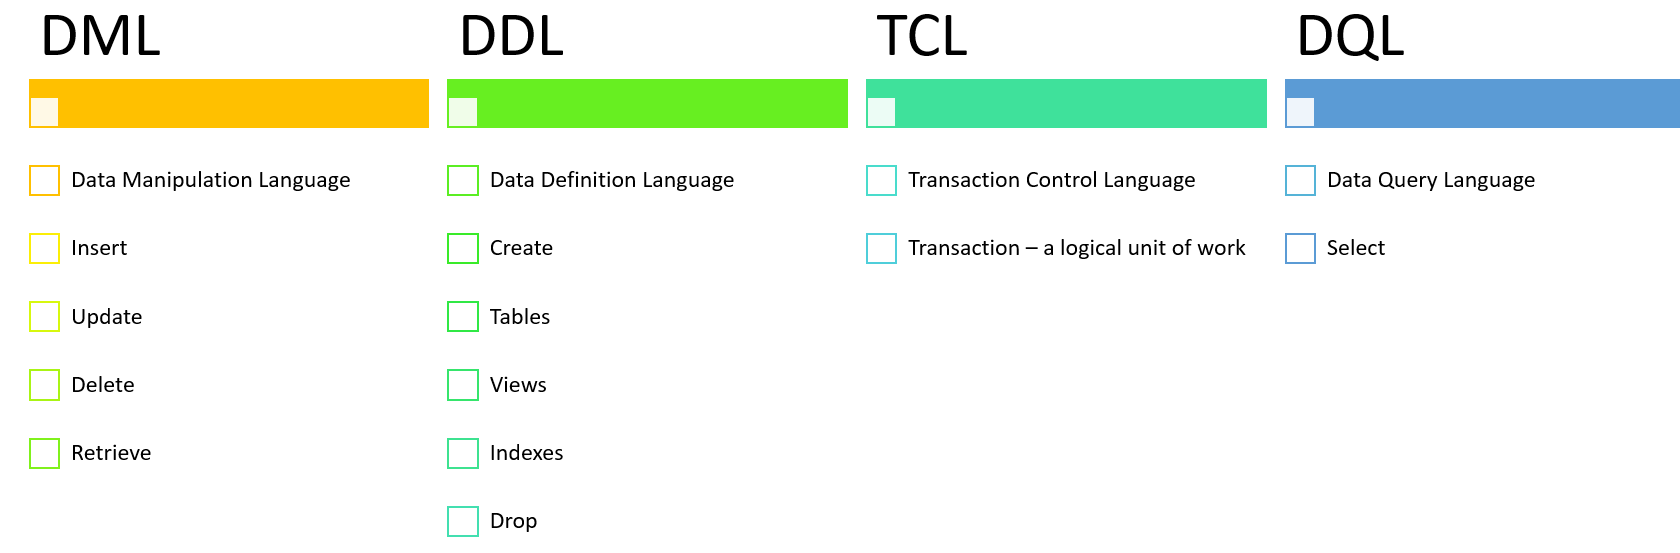 DML
Data Manipulation Language
Insert
Update
Delete
Retrieve
DDL
Data Definition Language
Create
Tables
Views
Indexes
Drop
TCL
Transaction Control Language
Transaction – a logical unit of work
DQL
Data Query Language
Select